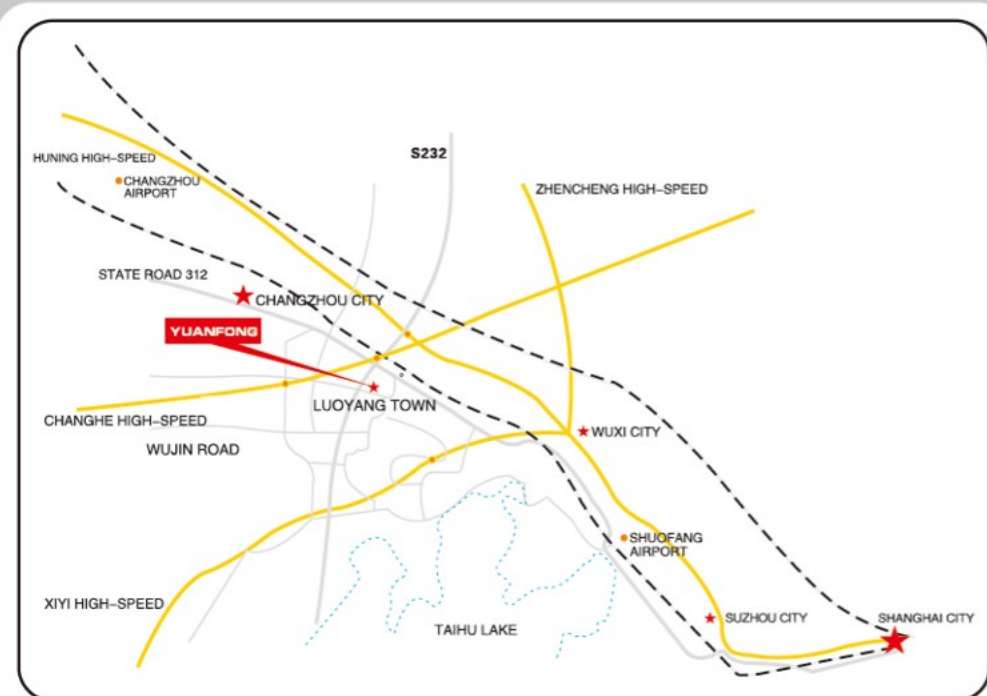 S232
HUNING HIGH-SPEED
CHANGZHOU
AIRPORT
ZHENCHENG HIGH-SPEED
STATE ROAD 312
CHANGZHOU CITY
YUANFONG
LUOYANG TOWN
CHANGHE HIGH-SPEED
WUXI CITY
WUJIN ROAD
SHUOFANG
AIRPORT
XIYI HIGH-SPEED
SUZHOU CITY
SHANGHAI CITY
TAIHU LAKE